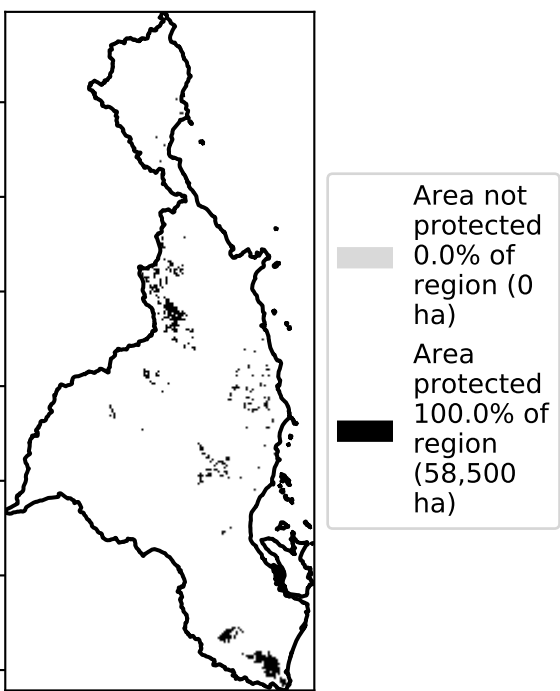 Area not
protected
0.0% of
region (0
ha)
Area
protected
100.0% of
region
(58,500
ha)